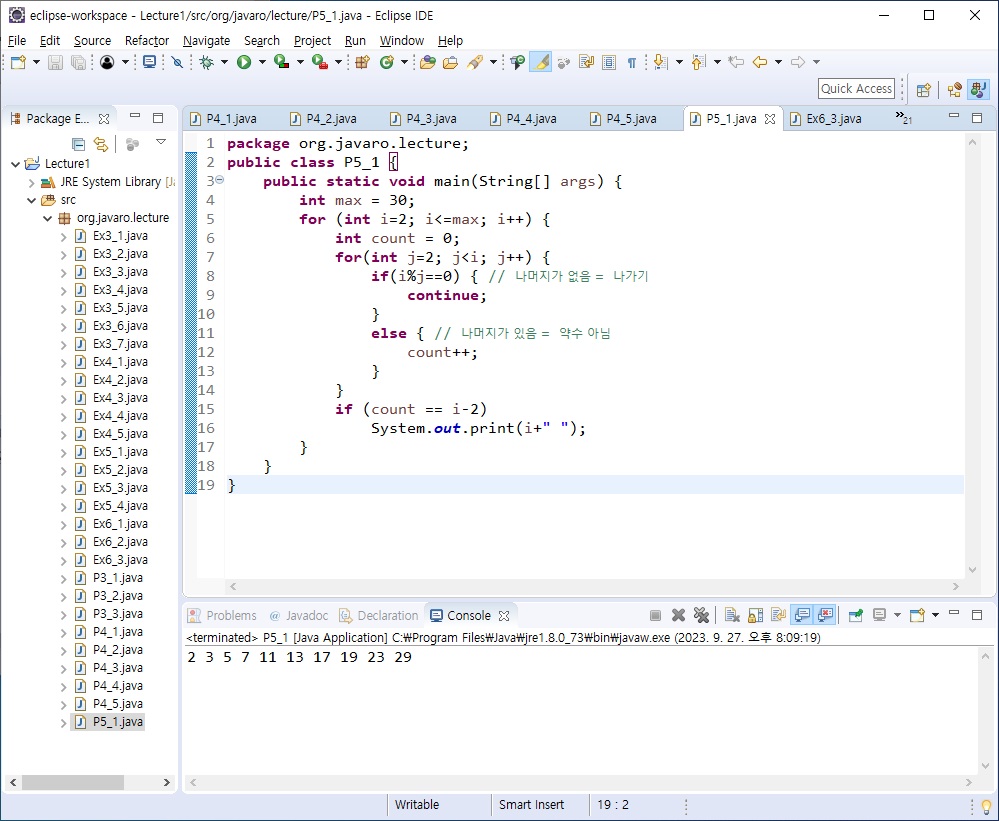 eclipse-workspace - Lecture1/src/org/javaro/lecture/P5_1.java - Eclipse IDE
File Edit Source Refactor Navigate Search Project Run Window Help
Quick Access
Package E...
Lecture1
JRE System Library [Ja
src
org.javaro.lecture
Ex3_1.java
Ex3_2.java
Ex3_3.java
Ex3_4.java
Ex3_5.java
Ex3_6.java
Ex3_7.java
Ex4_1.java
Ex4_2.java
Ex4_3.java
Ex4_4.java
Ex4_5.java
Ex5_1.java
Ex5_2.java
Ex5_3.java
Ex5_4.java
Ex6_1.java
Ex6_2.java
Ex6_3.java
P3_1.java
P3_2.java
P3_3.java
P4_1.java
P4_2.java
P4_3.java
P4_4.java
P4_5.java
P5_1.java
P4_1.java P4_2.java P4_3.java P4_4.java P4_5.java P5_1.java Ex6_3.java »21
1 package org.javaro.lecture;
2 public class P5_1 {
3 public static void main(String[] args) {
4 int max = 30;
5 for (int i=2; i<=max; i++) {
6 int count = 0;
7 for(int j=2; j<i; j++) {
8 if(i%j==0) { // 나머지가 없음 = 나가기
9 continue;
10 }
11 else { // 나머지가 있음 = 약수 아님
12 count++;
13 }
14 }
15 if (count == i-2)
16 System.out.print(i+" ");
17 }
18 }
19 }
Problems @ Javadoc Declaration Console
<terminated> P5_1 [Java Application] C:₩Program Files₩Java₩jre1.8.0_73₩bin₩javaw.exe (2023. 9. 27. 오후 8:09:19)
2 3 5 7 11 13 17 19 23 29
Writable Smart Insert 19 : 2